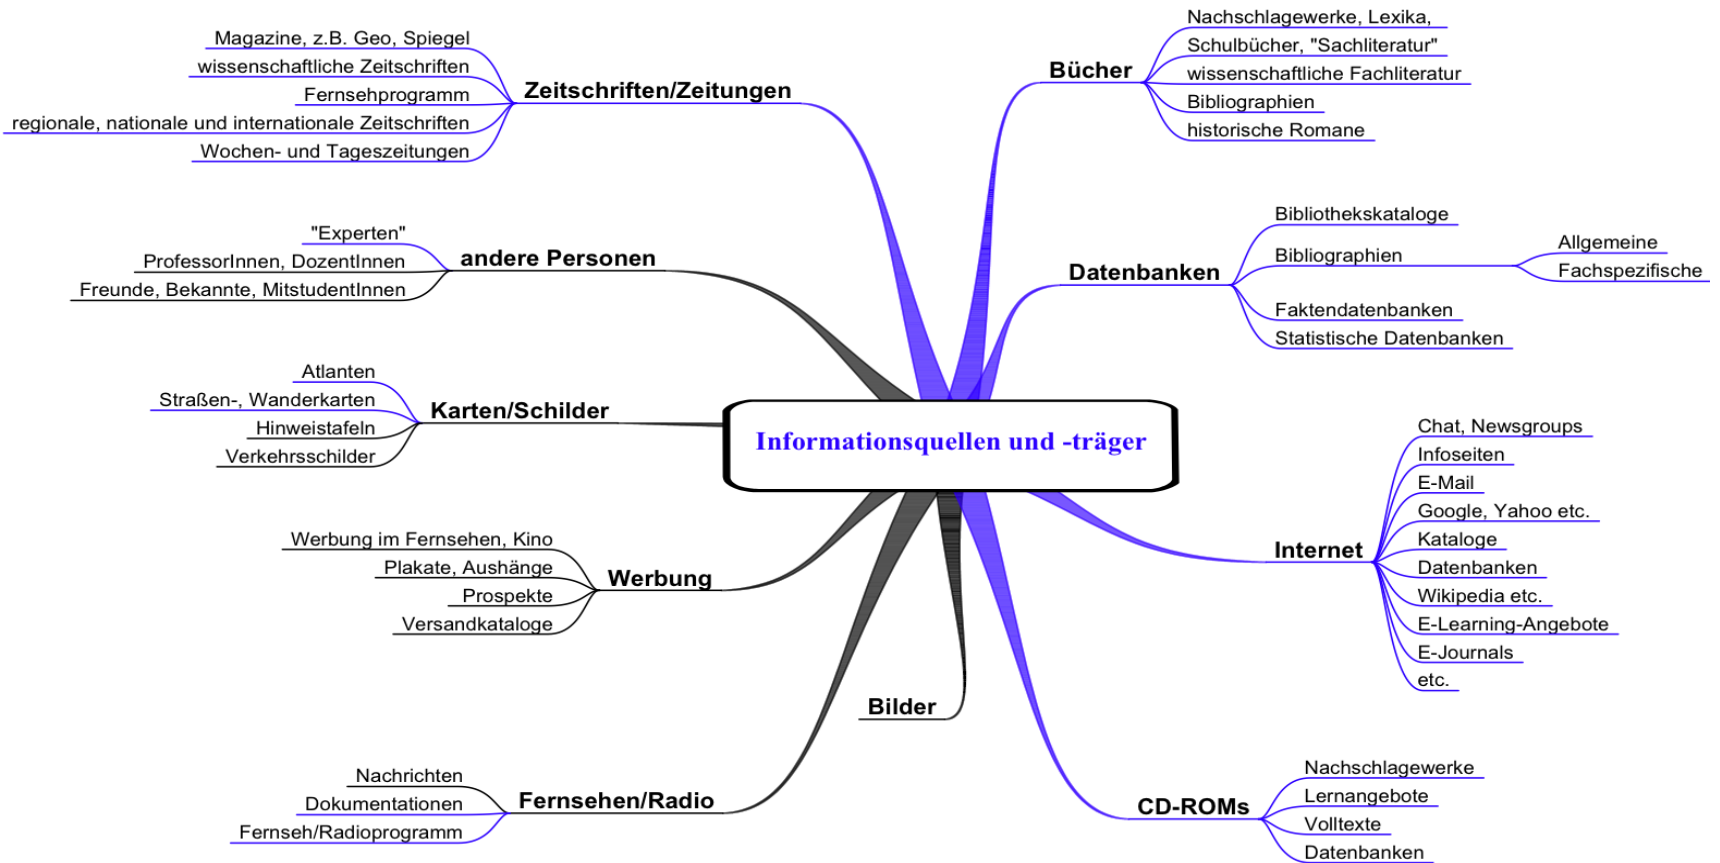 Informationsquellen und -träger
Zeitschriften/Zeitungen
Magazine, z.B. Geo, Spiegel
wissenschaftliche Zeitschriften
Fernsehprogramm
regionale, nationale und internationale Zeitschriften
Wochen- und Tageszeitungen
andere Personen
"Experten"
ProfessorInnen, DozentInnen
Freunde, Bekannte, MitstudentInnen
Karten/Schilder
Atlanten
Straßen-, Wanderkarten
Hinweistafeln
Verkehrsschilder
Werbung
Werbung im Fernsehen, Kino
Plakate, Aushänge
Prospekte
Versandkataloge
Fernsehen/Radio
Nachrichten
Dokumentationen
Fernseh/Radioprogramm
Bilder
Bücher
Nachschlagewerke, Lexika,
Schulbücher, "Sachliteratur"
wissenschaftliche Fachliteratur
Bibliographien
historische Romane
Datenbanken
Bibliothekskataloge
Bibliographien
Allgemeine
Fachspezifische
Faktendatenbanken
Statistische Datenbanken
Internet
Chat, Newsgroups
Infoseiten
E-Mail
Google, Yahoo etc.
Kataloge
Datenbanken
Wikipedia etc.
E-Learning-Angebote
E-Journals
etc.
CD-ROMs
Nachschlagewerke
Lernangebote
Volltexte
Datenbanken